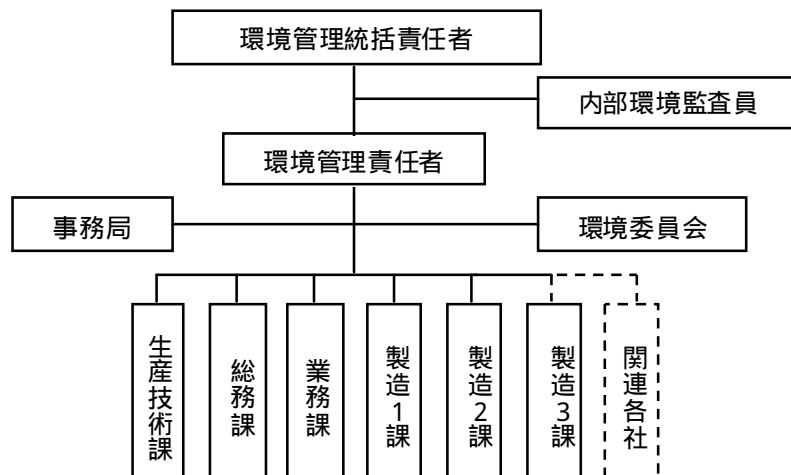 環境管理統括責任者
内部環境監査員
環境管理責任者
事務局
環境委員会
生産技術課
総務課
業務課
製造1課
製造2課
製造3課
関連各社